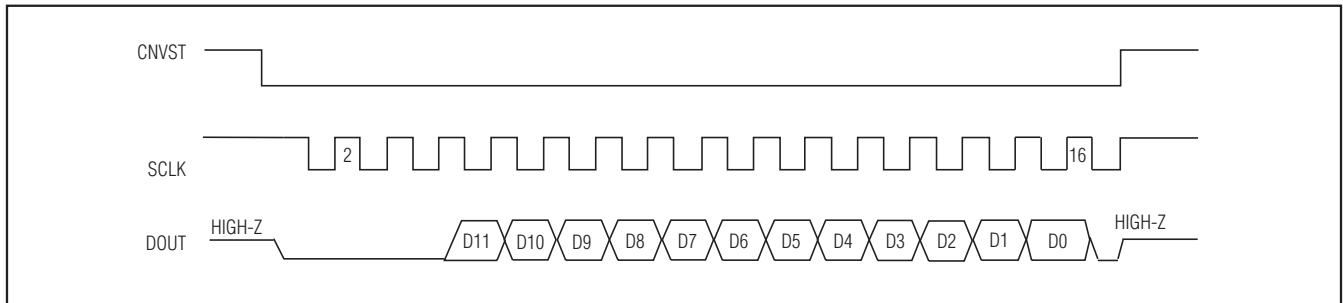 CNVST
SCLK
2
16
DOUT
HIGH-Z
D11
D10
D9
D8
D7
D6
D5
D4
D3
D2
D1
D0
HIGH-Z